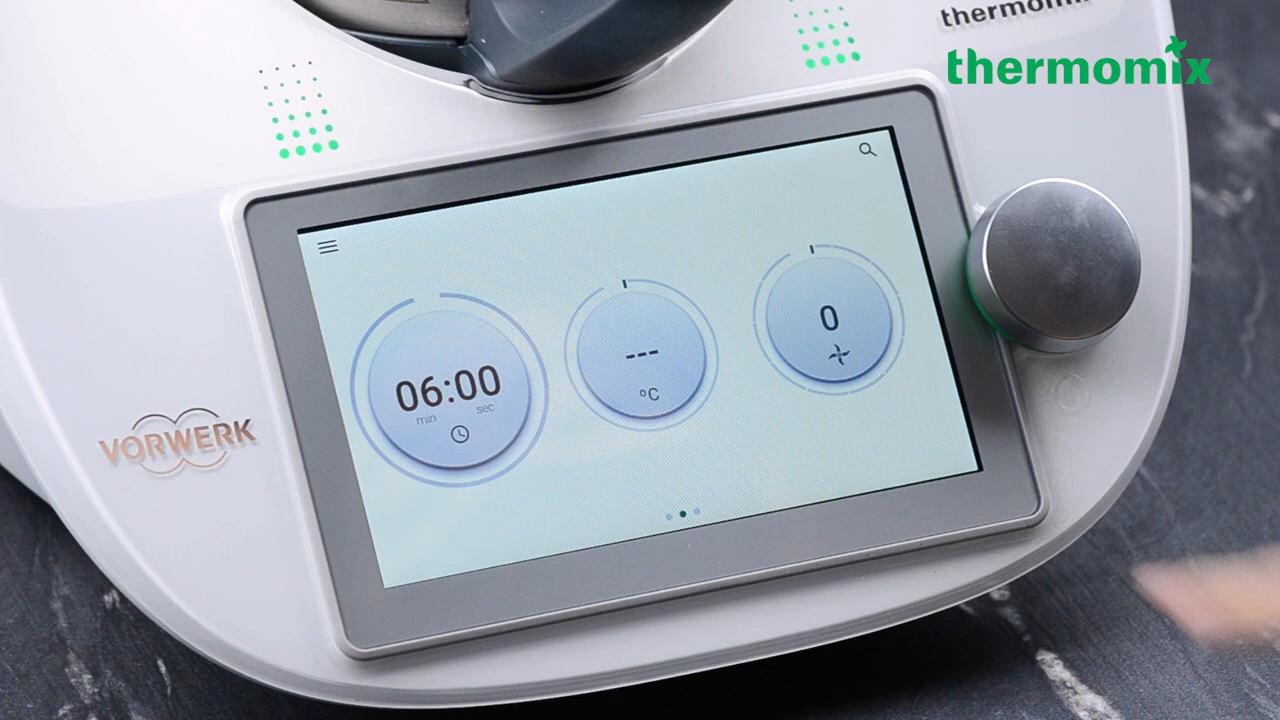 thermomix
thermomix
06:00
min sec
---
°C
0
VORWERK